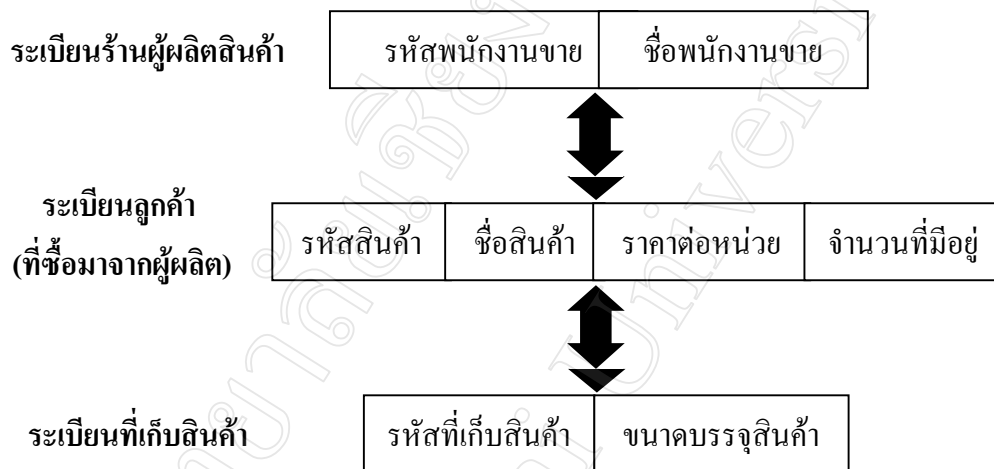 ระเบียนร้านผู้ผลิตสินค้า รหัสพนักงานขาย ชื่อพนักงานขาย
ระเบียนลูกค้า
(ที่ซื้อมาจากผู้ผลิต) รหัสสินค้า ชื่อสินค้า ราคาต่อหน่วย จำนวนที่มีอยู่
ระเบียนที่เก็บสินค้า รหัสที่เก็บสินค้า ขนาดบรรจุสินค้า